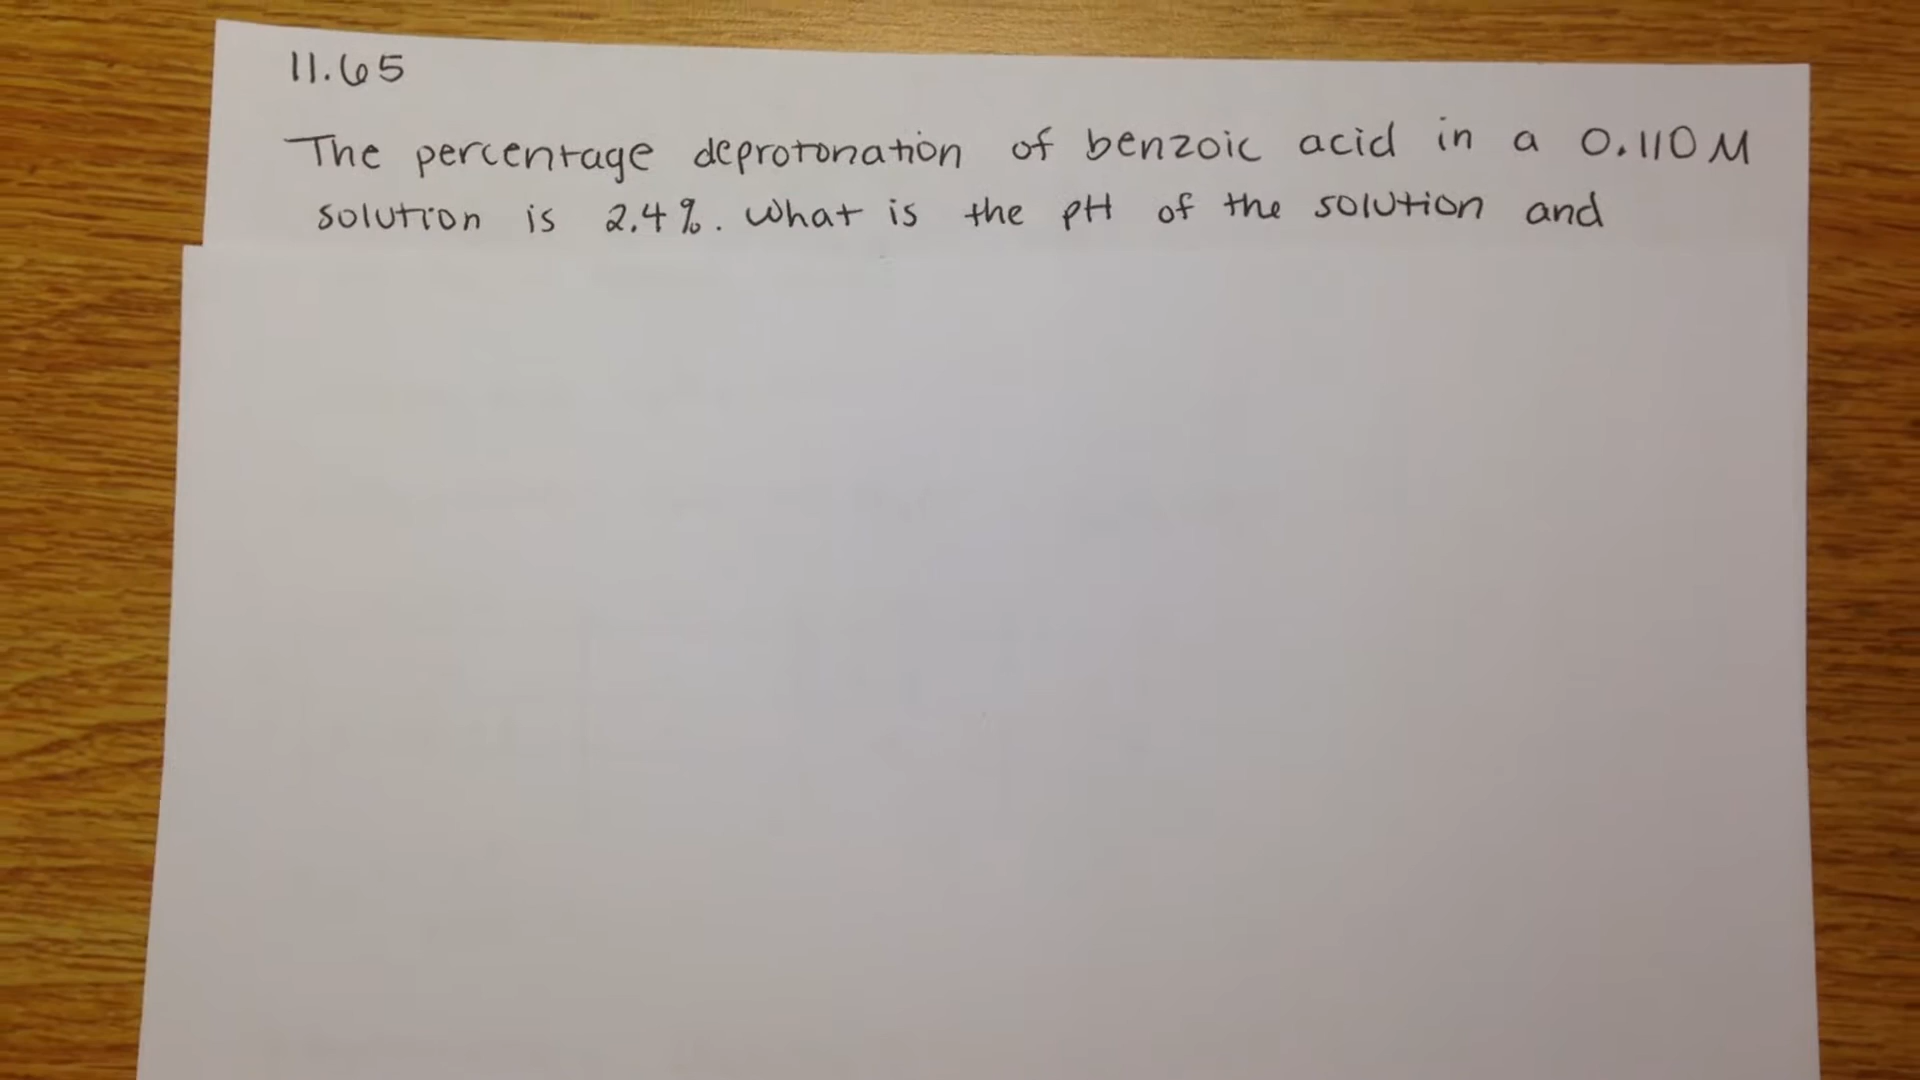 11.65
The percentage deprotonation of benzoic acid in a 0.110 M
solution is 2.4%. What is the pH of the solution and